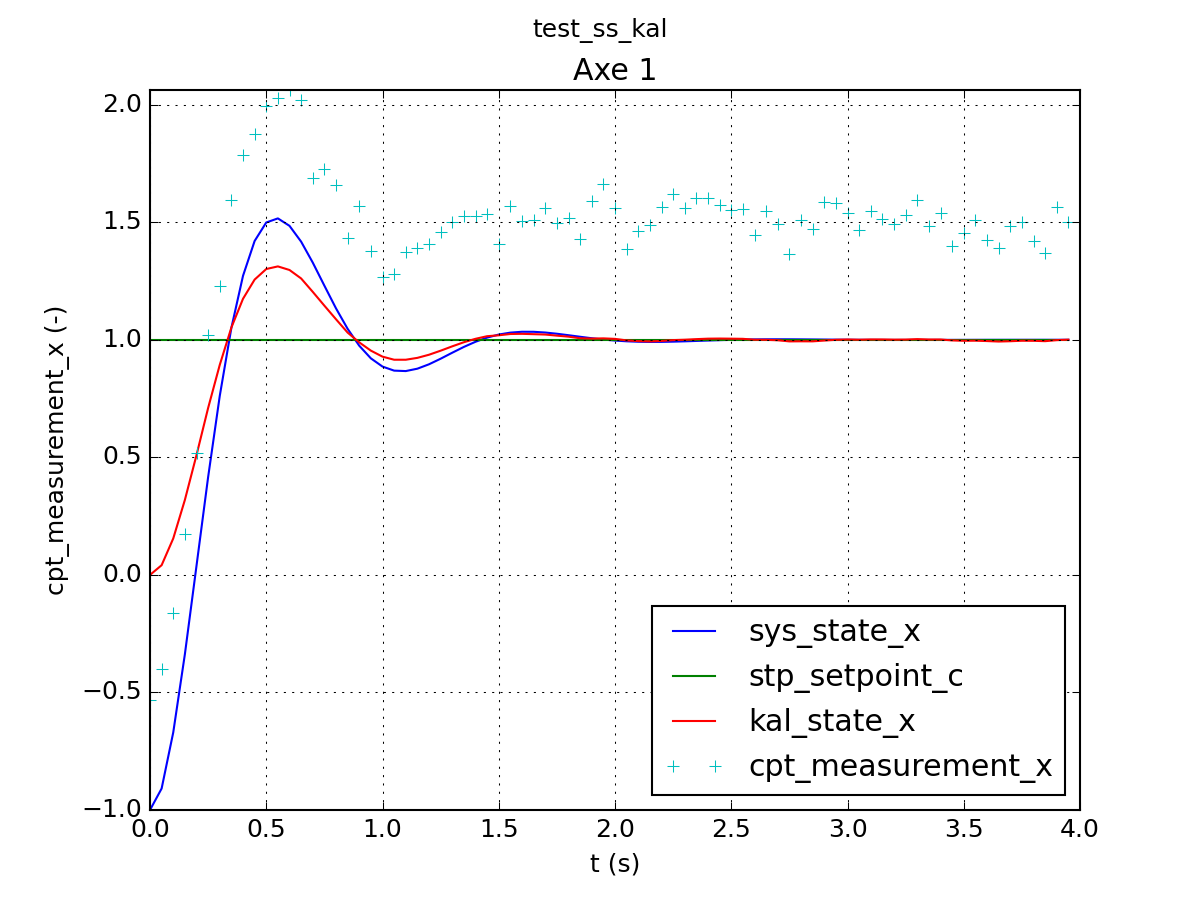 test_ss_kal
Axe 1
cpt_measurement_x (-)
2.0
1.5
1.0
0.5
0.0
−0.5
−1.0
sys_state_x
stp_setpoint_c
kal_state_x
cpt_measurement_x
0.0 0.5 1.0 1.5 2.0 2.5 3.0 3.5 4.0
t (s)